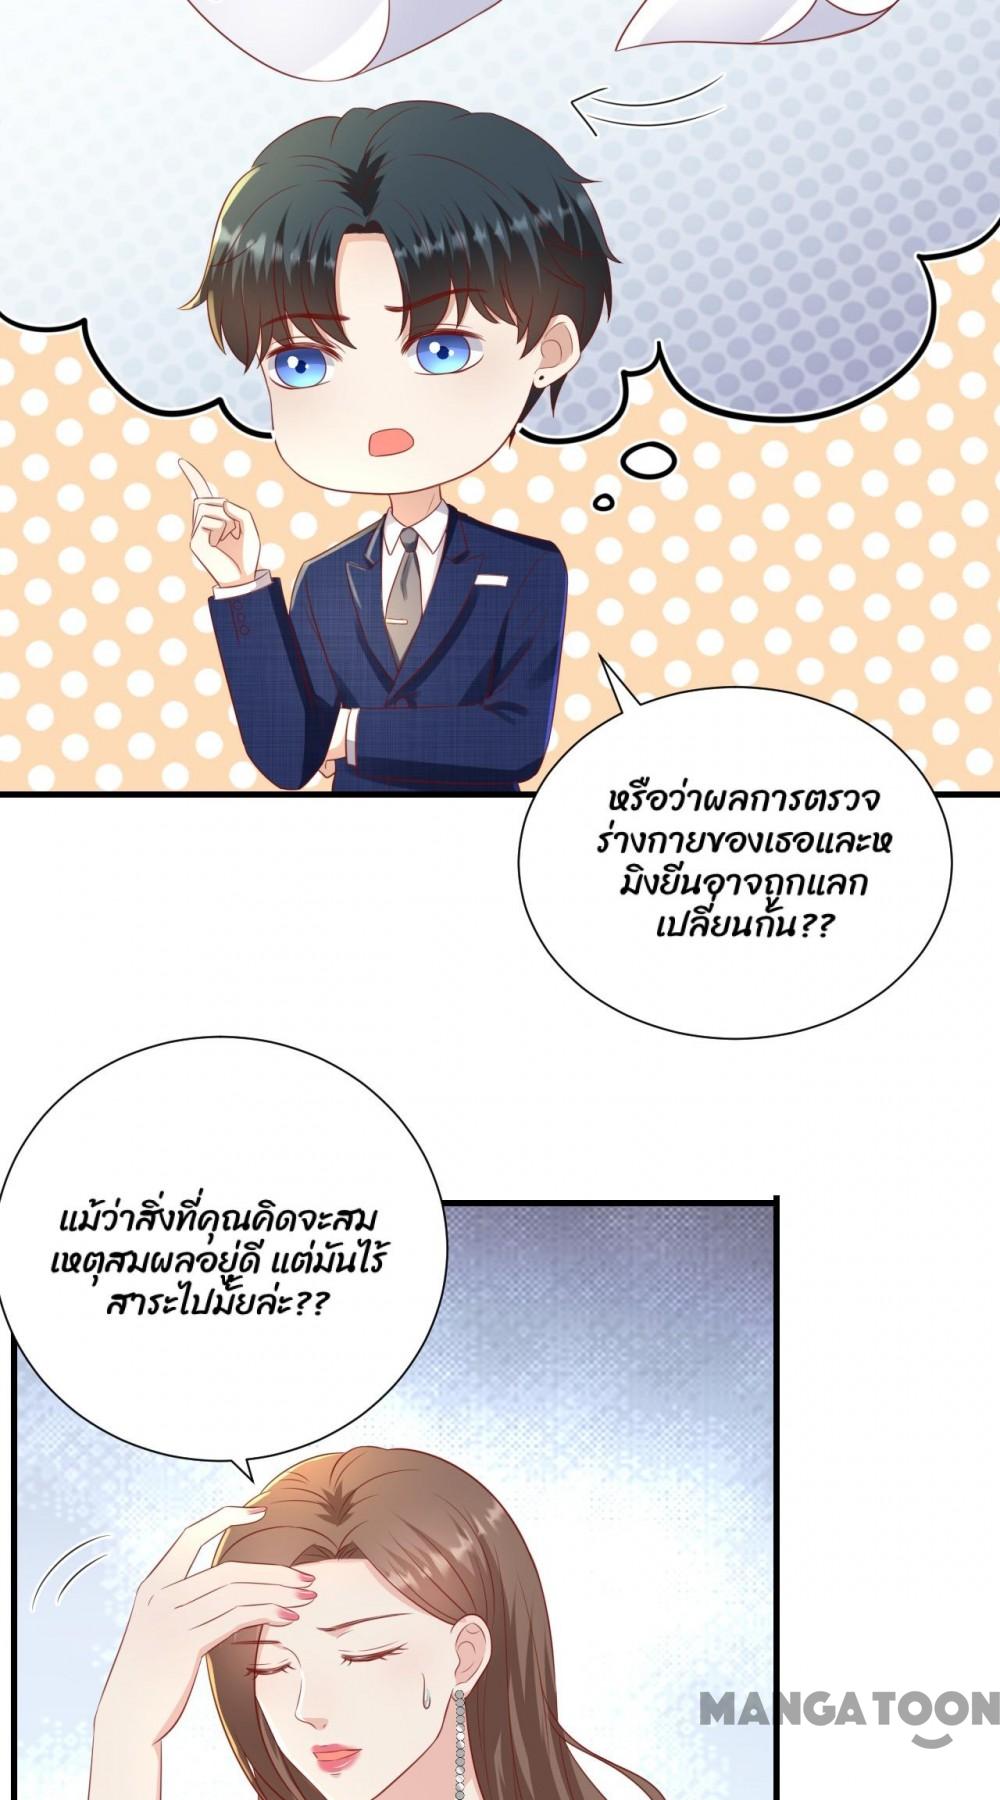 หรือว่าผลการตรวจ
ร่างกายของเธอและห
มิงยีนอาจถูกแลก
เปลี่ยนกัน??
แม้ว่าสิ่งที่คุณคิดจะสม
เหตุสมผลอยู่ดี แต่มันไร้
สาระไปมั้ยล่ะ??
MANGATOON